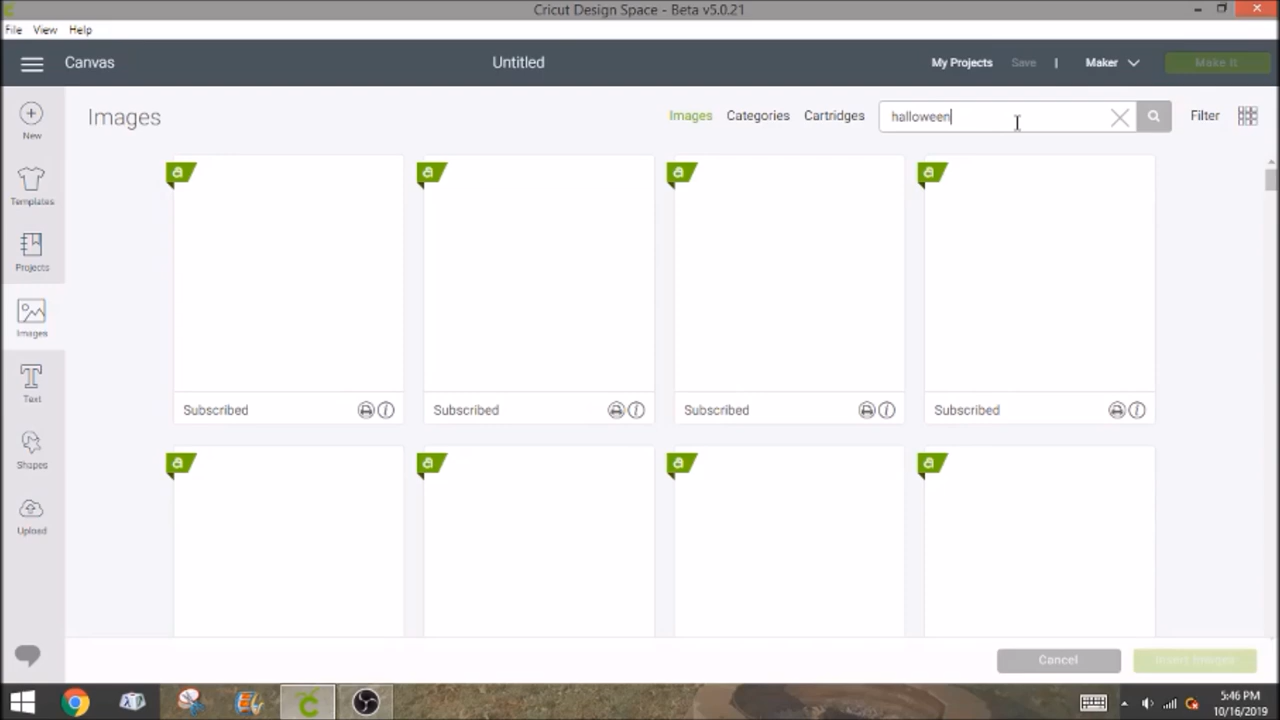 Cricut Design Space - Beta v5.0.21
File View Help
Canvas Untitled My Projects Save | Maker Make It
New
Templates
Projects
Images
Text
Shapes
Upload
Images Images Categories Cartridges halloween Filter
a a a a
Subscribed Subscribed Subscribed Subscribed
a a a a
Cancel Insert Images
5:46 PM
10/16/2019